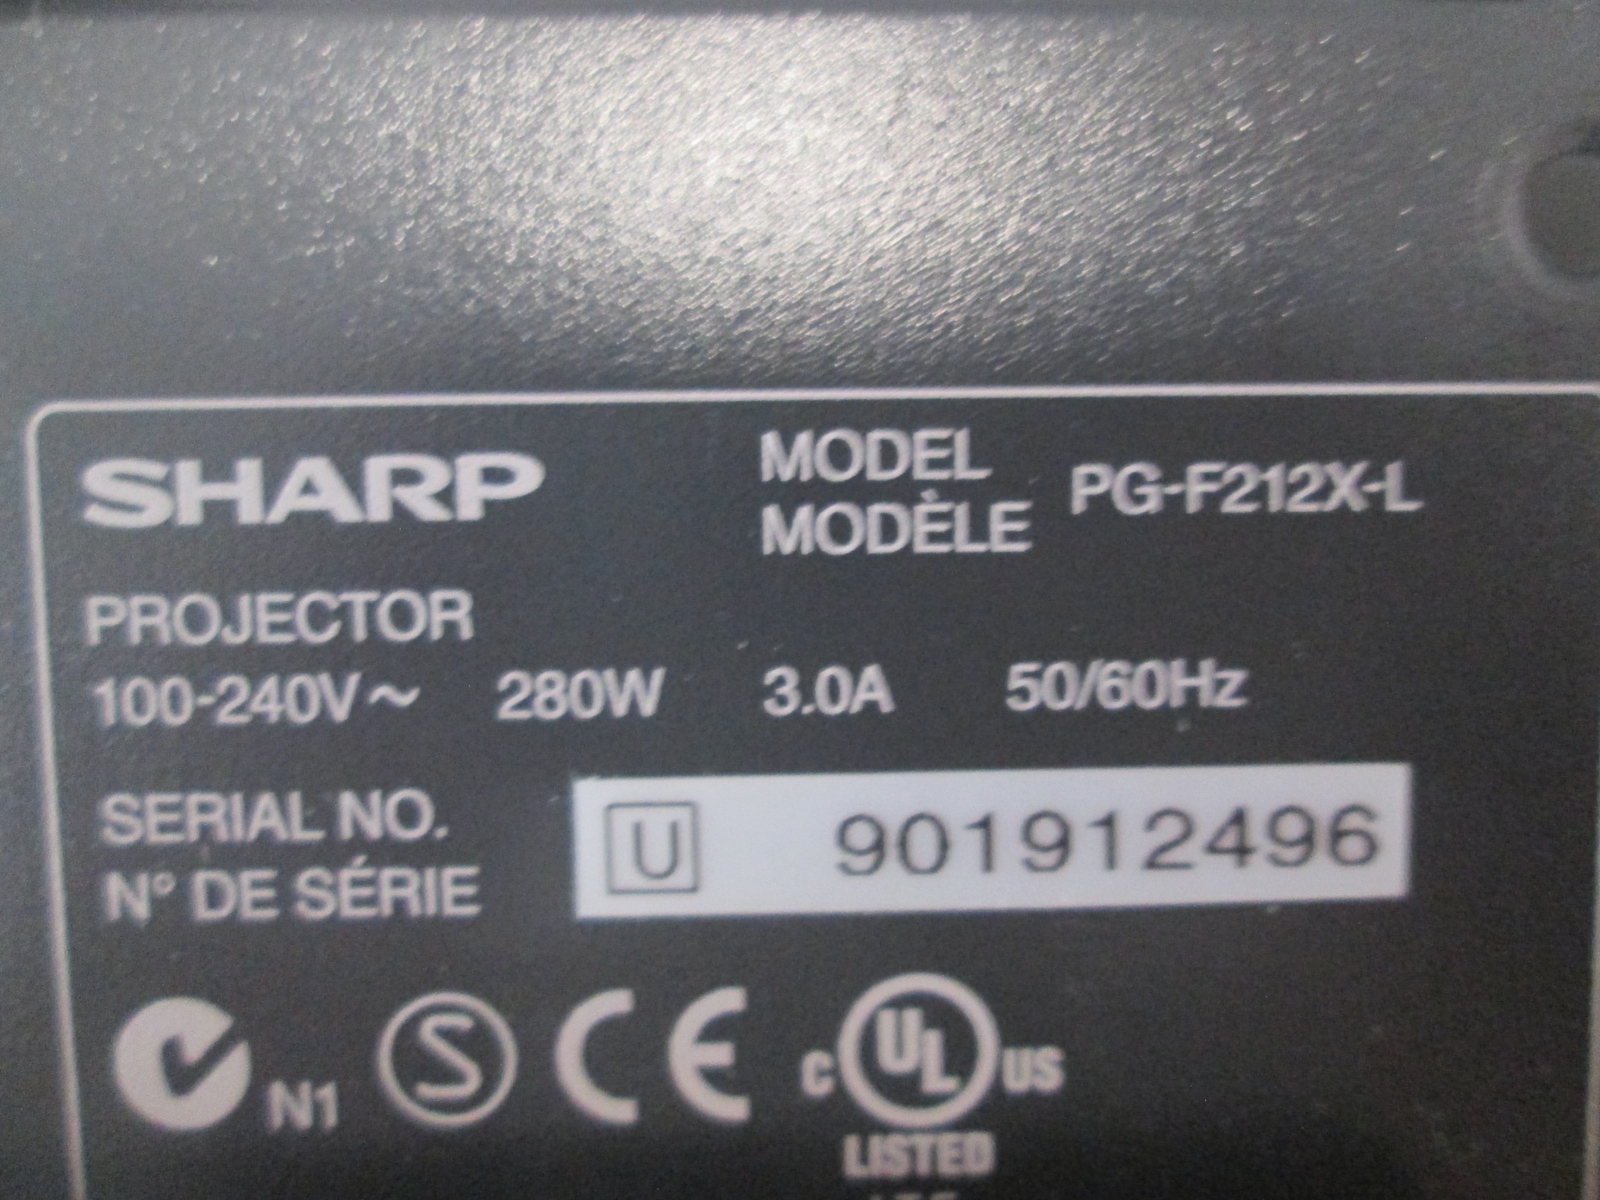 SHARP
MODEL
MODÈLE
PG-F212X-L
PROJECTOR
100-240V~ 280W 3.0A 50/60Hz
SERIAL NO.
N° DE SÉRIE
U 901912496
N1 S CE C UL US
LISTED